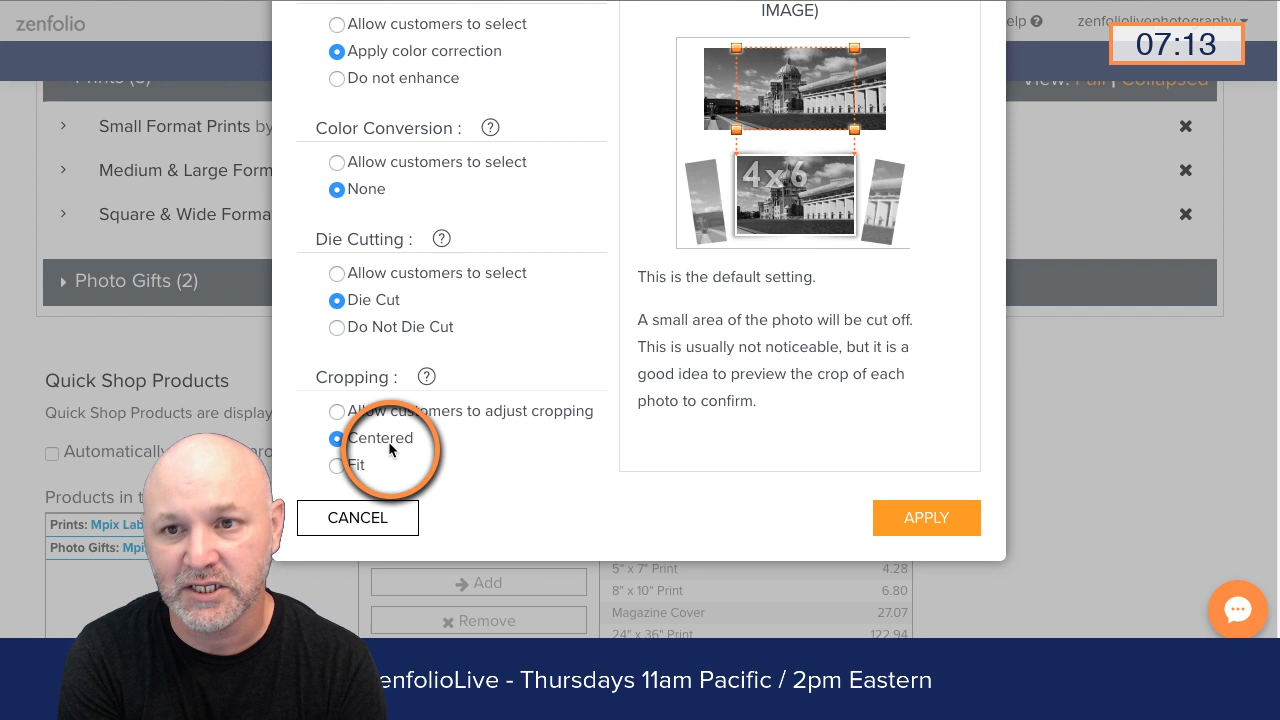 zenfolio
elp
zenfoliolivephotography
07:13
IMAGE)
Allow customers to select
Apply color correction
Do not enhance
Color Conversion : ?
Allow customers to select
None
Die Cutting : ?
Allow customers to select
Die Cut
Do Not Die Cut
Cropping : ?
Allow customers to adjust cropping
Centered
Fit
CANCEL
APPLY
4x6
This is the default setting.
A small area of the photo will be cut off.
This is usually not noticeable, but it is a
good idea to preview the crop of each
photo to confirm.
View: Full | Collapsed
Small Format Prints by
Medium & Large Form
Square & Wide Forma
Photo Gifts (2)
Quick Shop Products
Quick Shop Products are display
Automatically
Products in t
Prints: Mpix Lab
Photo Gifts: Mpi
Add
Remove
5" x 7" Print 4.28
8" x 10" Print 6.80
Magazine Cover 27.07
24" x 36" Print 122.94
enfolioLive - Thursdays 11am Pacific / 2pm Eastern